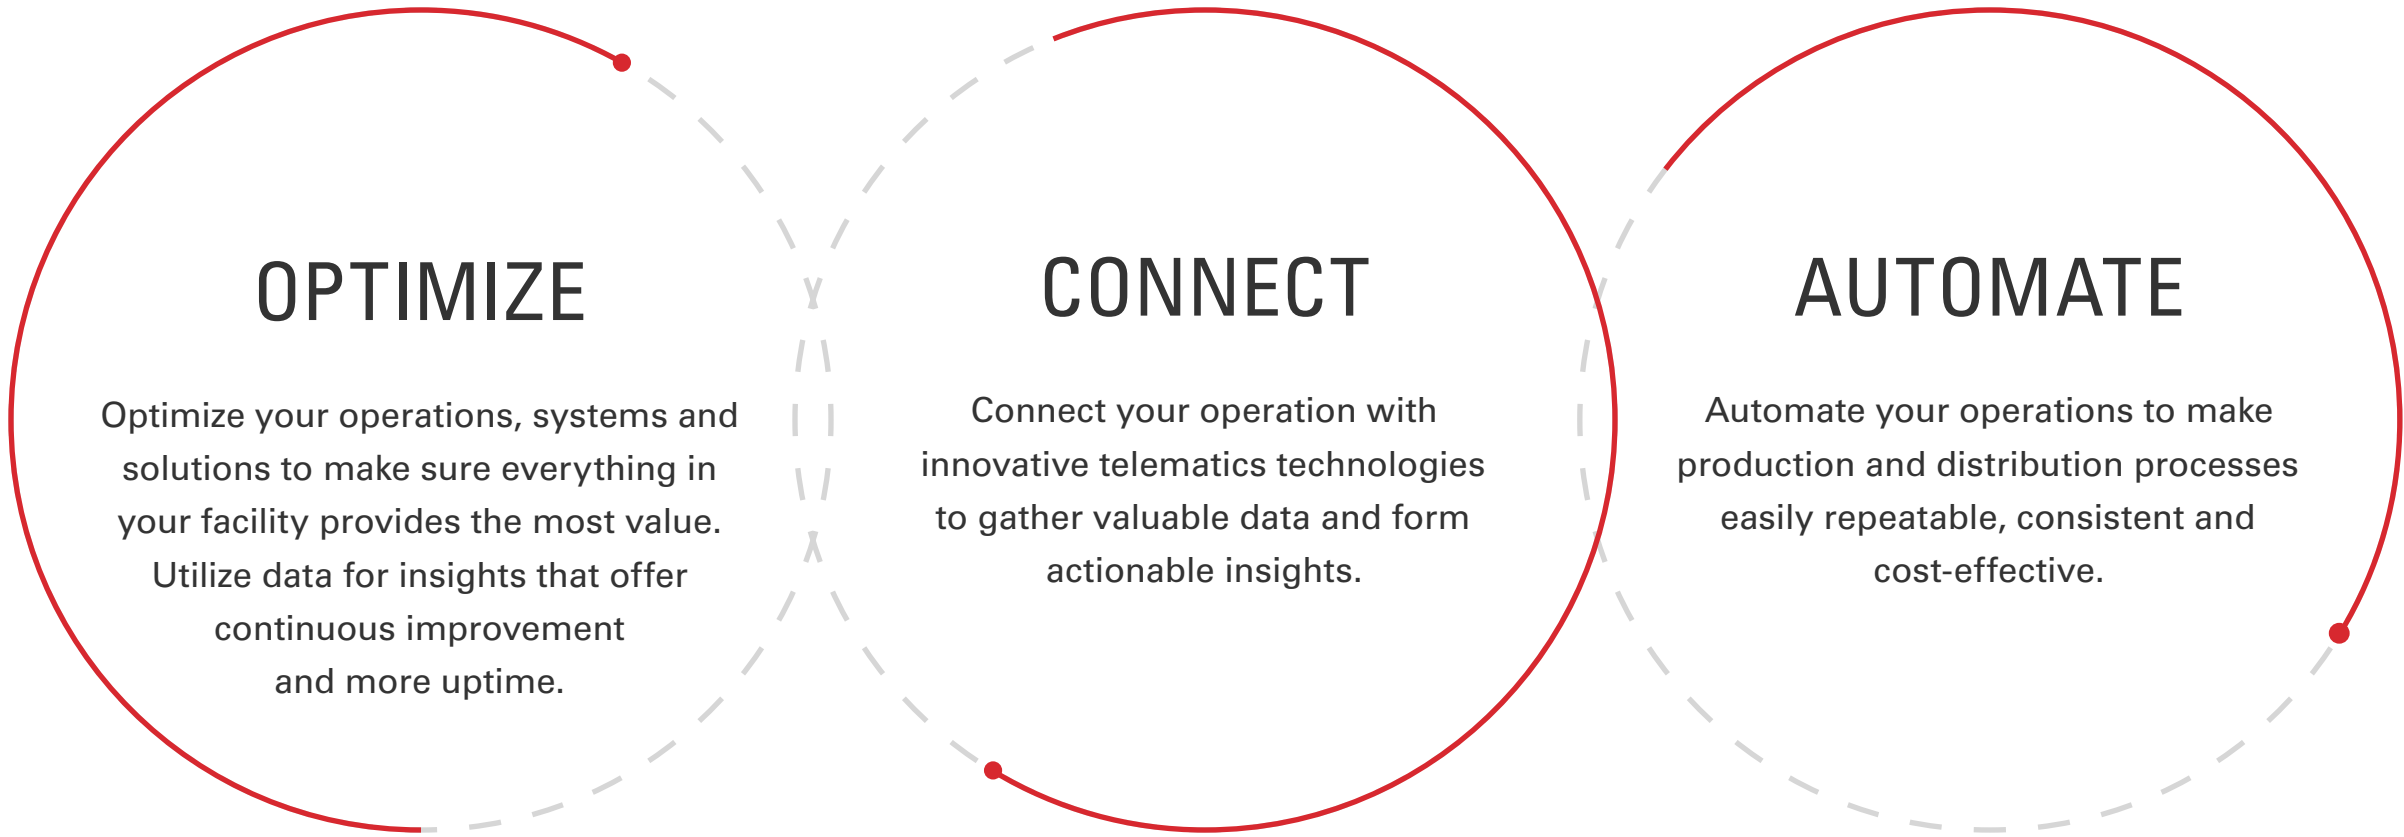 OPTIMIZE
Optimize your operations, systems and
solutions to make sure everything in
your facility provides the most value.
Utilize data for insights that offer
continuous improvement
and more uptime.
CONNECT
Connect your operation with
innovative telematics technologies
to gather valuable data and form
actionable insights.
AUTOMATE
Automate your operations to make
production and distribution processes
easily repeatable, consistent and
cost-effective.